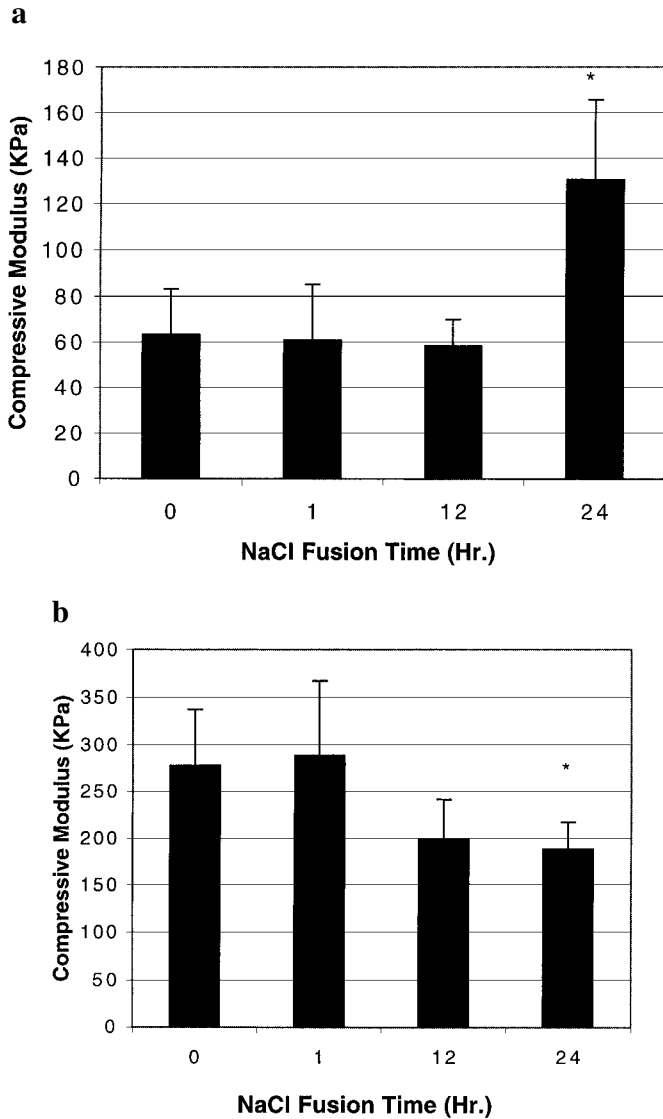 a
Compressive Modulus (KPa)
180
160
140
120
100
80
60
40
20
0
*
0 1 12 24
NaCl Fusion Time (Hr.)
b
Compressive Modulus (KPa)
400
350
300
250
200
150
100
50
0
*
0 1 12 24
NaCl Fusion Time (Hr.)